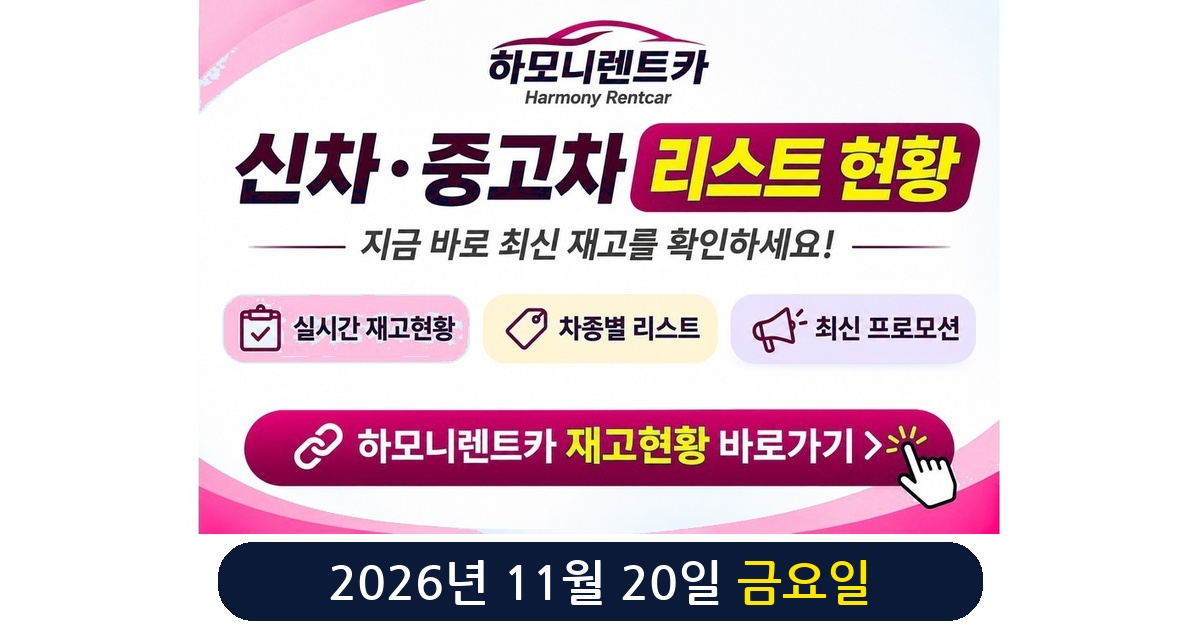 하모니렌트카
Harmony Rentcar
신차·중고차 리스트 현황
지금 바로 최신 재고를 확인하세요!
실시간 재고현황
차종별 리스트
최신 프로모션
하모니렌트카 재고현황 바로가기 >
2026년 11월 20일 금요일